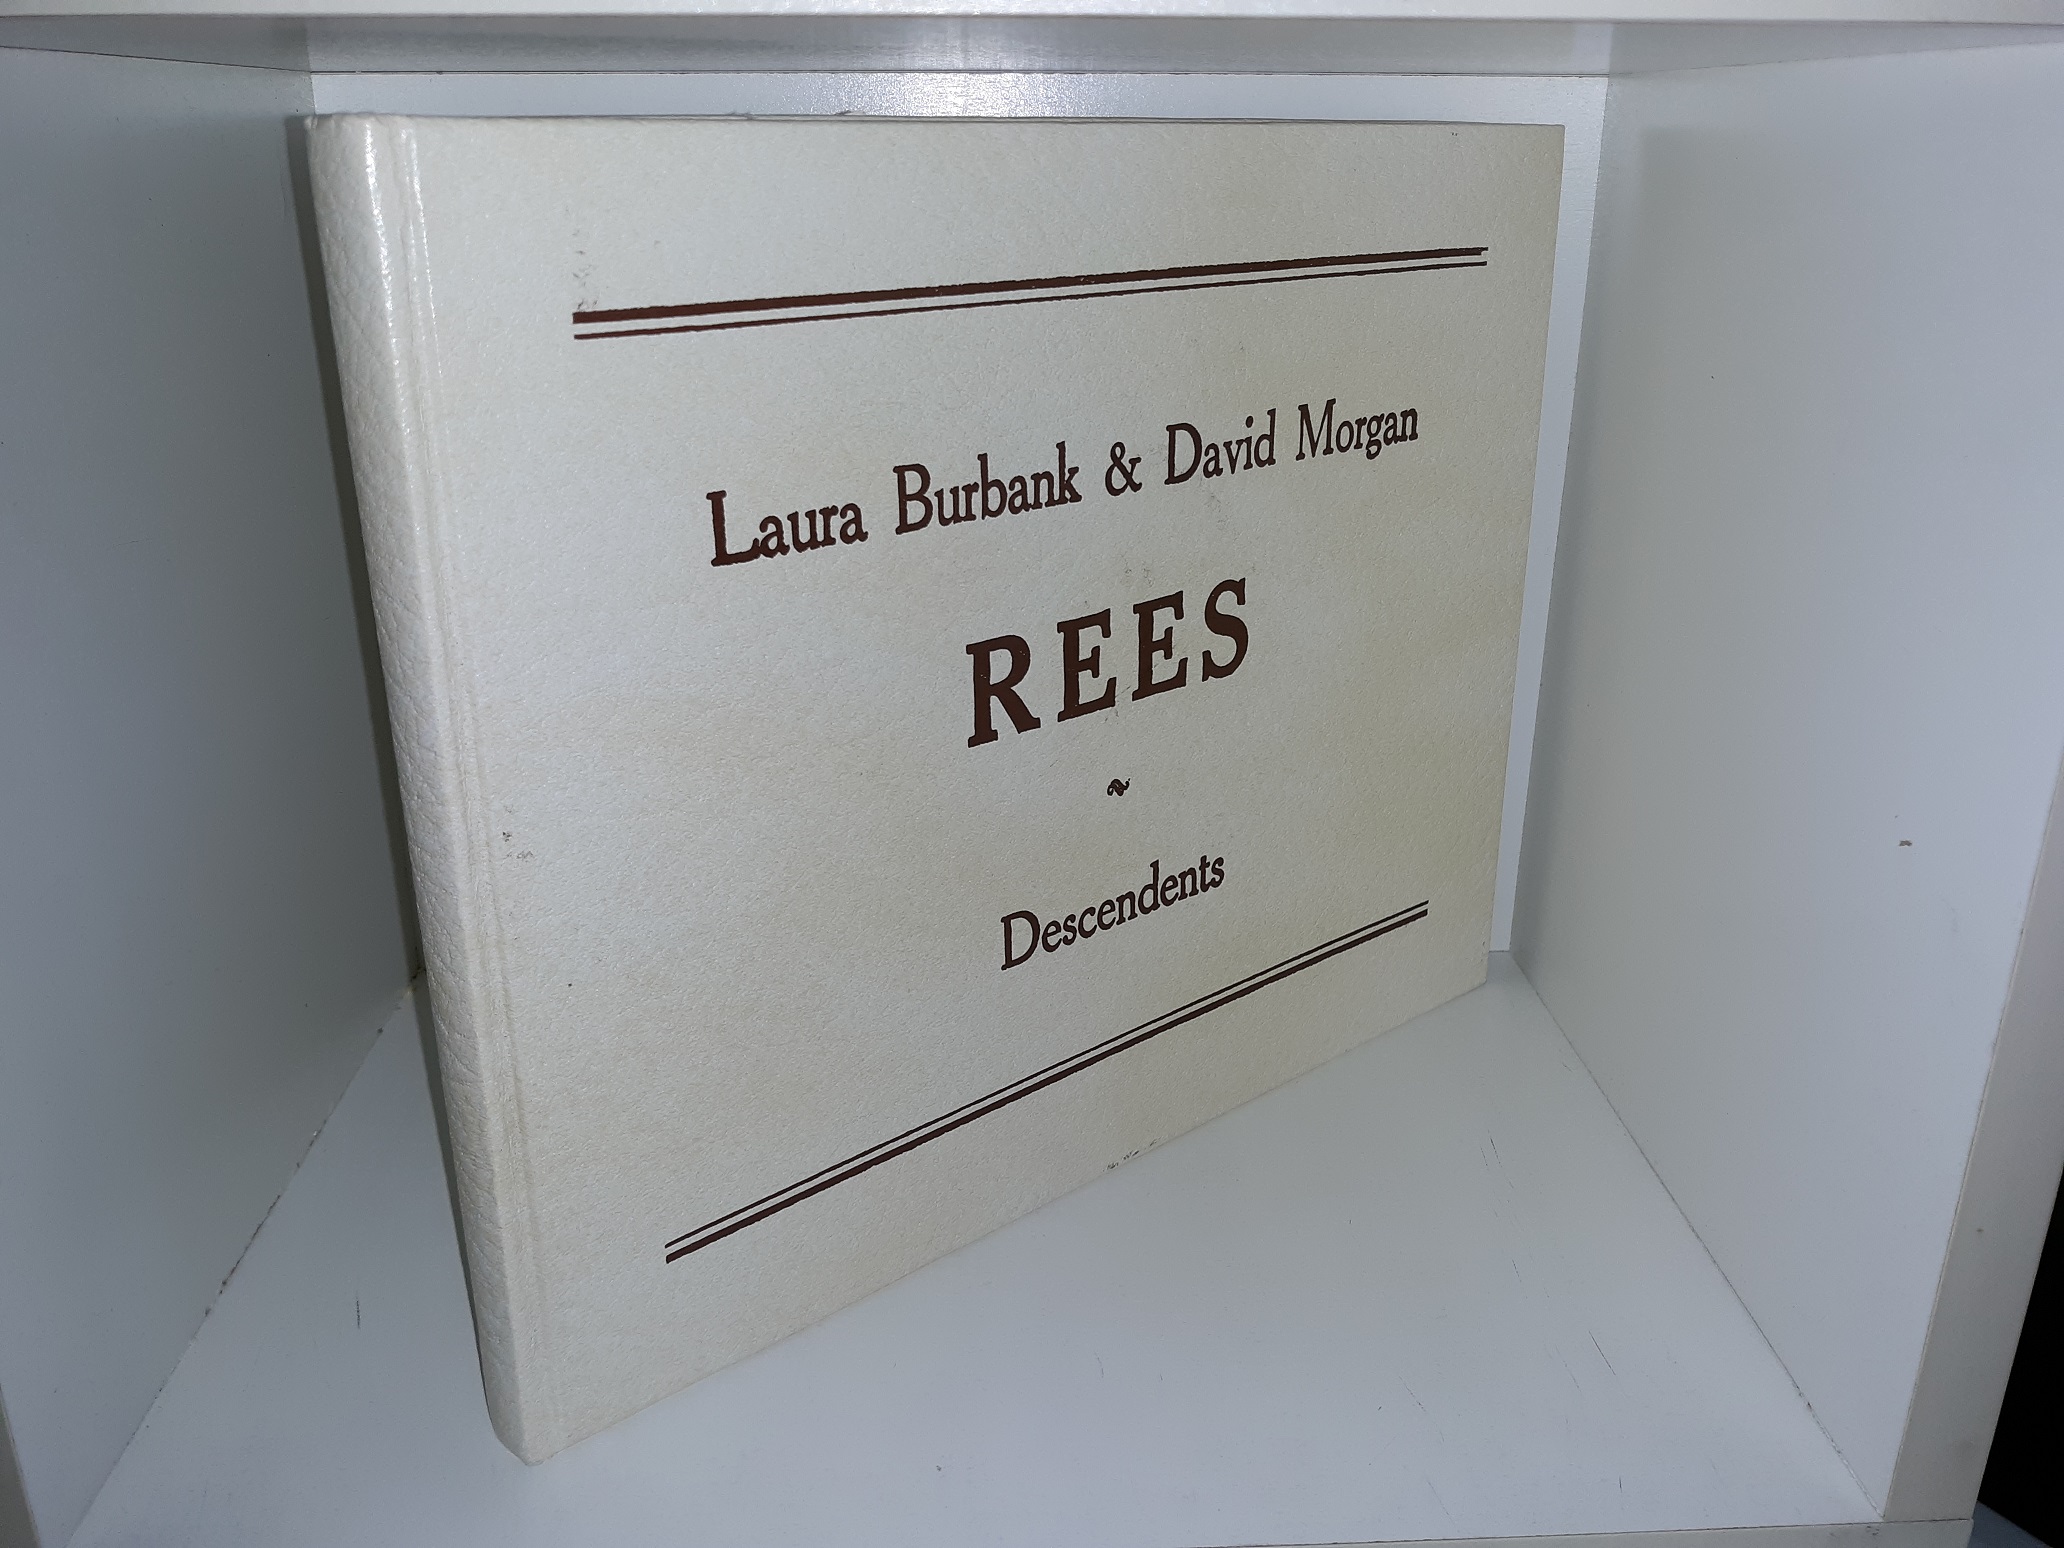 Laura Burbank & David Morgan
REES
Descendents